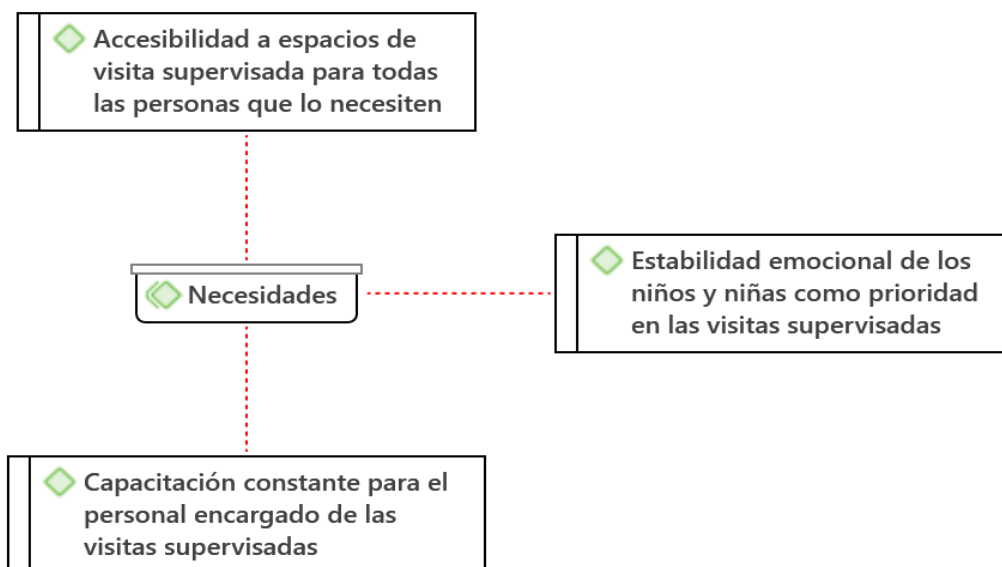 Accesibilidad a espacios de
visita supervisada para todas
las personas que lo necesiten
Necesidades
Estabilidad emocional de los
niños y niñas como prioridad
en las visitas supervisadas
Capacitación constante para el
personal encargado de las
visitas supervisadas